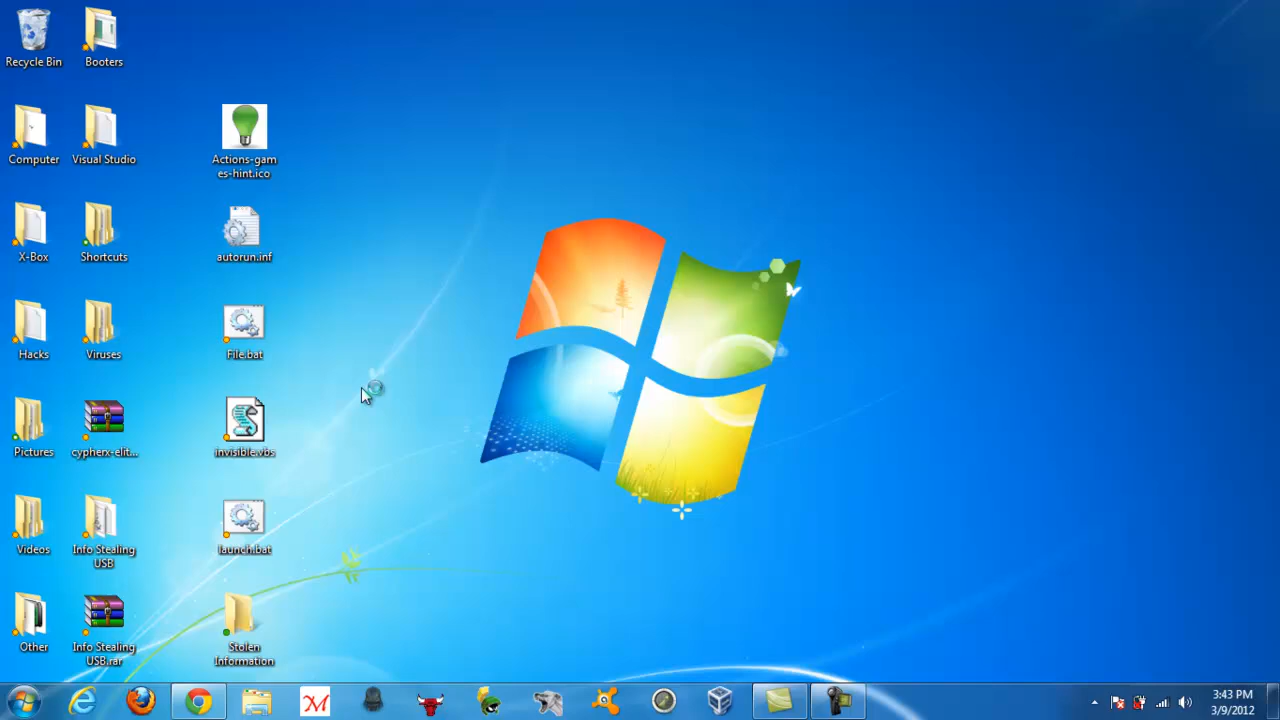 Recycle Bin
Booters
Computer
Visual Studio
Actions-gam
es-hint.ico
X-Box
Shortcuts
autorun.inf
Hacks
Viruses
File.bat
Pictures
cypherx-elit...
invisible.vbs
Videos
Info Stealing
USB
launch.bat
Other
Info Stealing
USB.rar
Stolen
Information
3:43 PM
3/9/2012